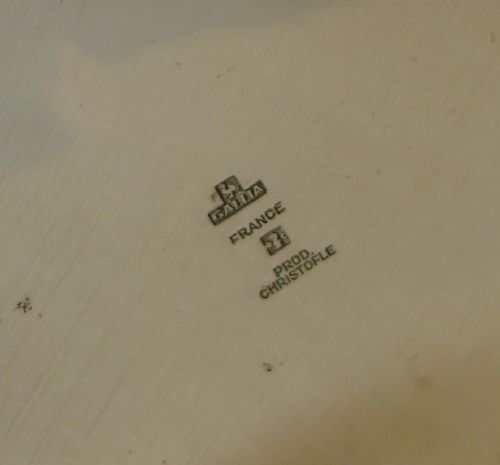 GALLIA
FRANCE
PROD.
CHRISTOFLE